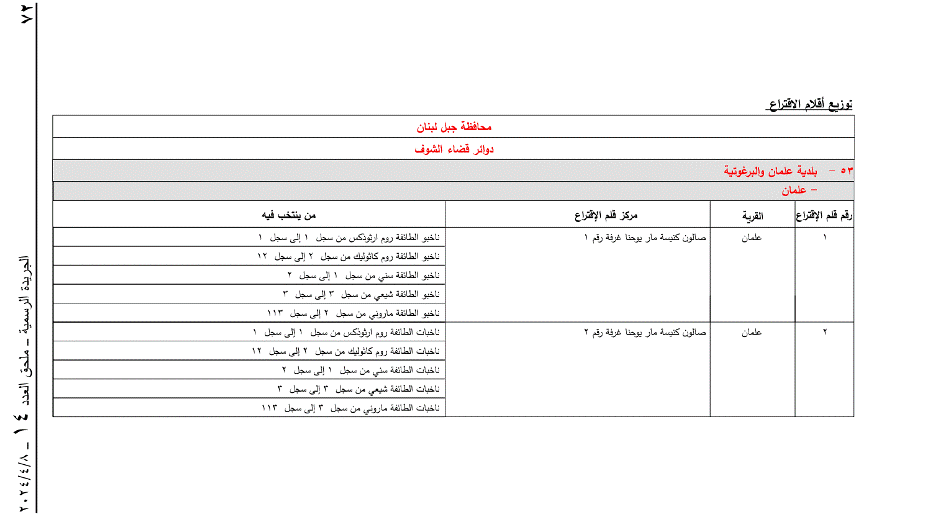 ٧٢
الجريدة الرسمية – ملحق العدد ١٤ – ٢٠٢٤/٤/٨
توزيع أقلام الاقتراع
محافظة جبل لبنان
دوائر قضاء الشوف
٥٣ – بلدية علمان والبرغوتية
– علمان
رقم قلم الإقتراع القرية مركز قلم الإقتراع من ينتخب فيه
١ علمان صالون كنيسة مار يوحنا غرفة رقم ١ ناخبو الطائفة روم ارثوذكس من سجل ١ إلى سجل ١
ناخبو الطائفة روم كاثوليك من سجل ٢ إلى سجل ١٢
ناخبو الطائفة سني من سجل ١ إلى سجل ٢
ناخبو الطائفة شيعي من سجل ٣ إلى سجل ٣
ناخبو الطائفة ماروني من سجل ٢ إلى سجل ١١٣
٢ علمان صالون كنيسة مار يوحنا غرفة رقم ٢ ناخبات الطائفة روم ارثوذكس من سجل ١ إلى سجل ١
ناخبات الطائفة روم كاثوليك من سجل ٢ إلى سجل ١٢
ناخبات الطائفة سني من سجل ١ إلى سجل ٢
ناخبات الطائفة شيعي من سجل ٣ إلى سجل ٣
ناخبات الطائفة ماروني من سجل ٣ إلى سجل ١١٣